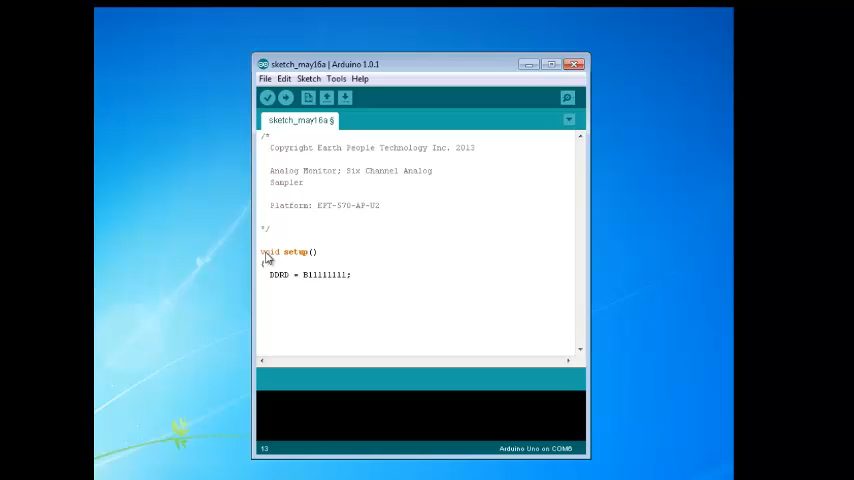 sketch_may16a | Arduino 1.0.1
File Edit Sketch Tools Help
sketch_may16a §
/*
Copyright Earth People Technology Inc. 2013
Analog Monitor; Six Channel Analog
Sampler
Platform: EPT-570-AP-U2
*/
void setup()
{
DDRD = B11111111;
13
Arduino Uno on COM6